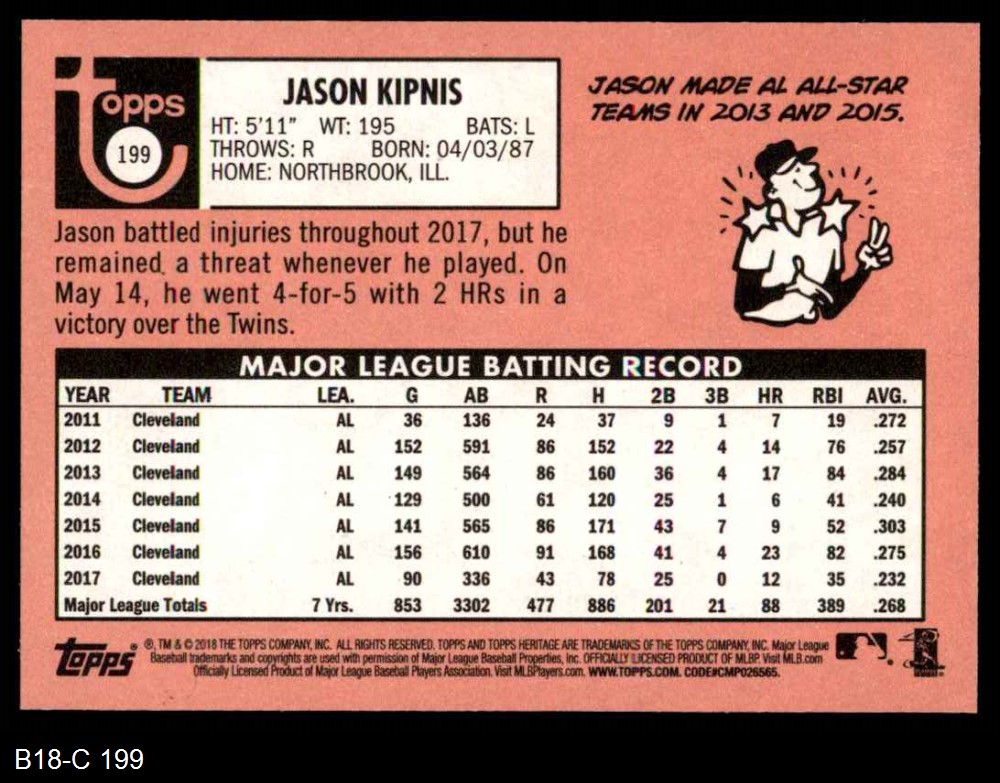 topps
199
JASON KIPNIS
HT: 5'11" WT: 195 BATS: L
THROWS: R BORN: 04/03/87
HOME: NORTHBROOK, ILL.
JASON MADE AL ALL-STAR
TEAMS IN 2013 AND 2015.
Jason battled injuries throughout 2017, but he
remained a threat whenever he played. On
May 14, he went 4-for-5 with 2 HRs in a
victory over the Twins.
MAJOR LEAGUE BATTING RECORD
YEAR TEAM LEA. G AB R H 2B 3B HR RBI AVG.
2011 Cleveland AL 36 136 24 37 9 1 7 19 .272
2012 Cleveland AL 152 591 86 152 22 4 14 76 .257
2013 Cleveland AL 149 564 86 160 36 4 17 84 .284
2014 Cleveland AL 129 500 61 120 25 1 6 41 .240
2015 Cleveland AL 141 565 86 171 43 7 9 52 .303
2016 Cleveland AL 156 610 91 168 41 4 23 82 .275
2017 Cleveland AL 90 336 43 78 25 0 12 35 .232
Major League Totals 7 Yrs. 853 3302 477 886 201 21 88 389 .268
topps
®, TM & © 2018 THE TOPPS COMPANY, INC. ALL RIGHTS RESERVED. TOPPS AND TOPPS HERITAGE ARE TRADEMARKS OF THE TOPPS COMPANY, INC. Major League
Baseball trademarks and copyrights are used with permission of Major League Baseball Properties, Inc. OFFICIALLY LICENSED PRODUCT OF MLBP. Visit MLB.com
Officially Licensed Product of Major League Baseball Players Association. Visit MLBPlayers.com. WWW.TOPPS.COM. CODE#CMP026565.
B18-C 199